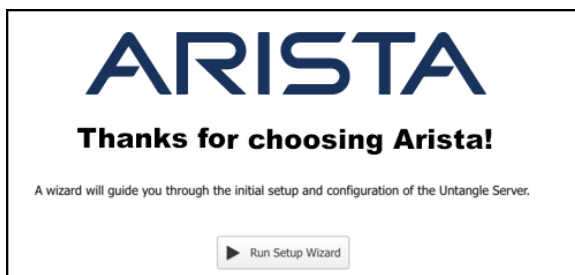 ARISTA
Thanks for choosing Arista!
A wizard will guide you through the initial setup and configuration of the Untangle Server.
Run Setup Wizard